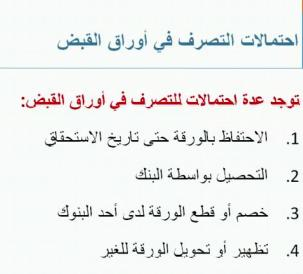 احتمالات التصرف في أوراق القبض
توجد عدة احتمالات للتصرف في أوراق القبض:
1. الاحتفاظ بالورقة حتى تاريخ الاستحقاق
2. التحصيل بواسطة البنك
3. خصم أو قطع الورقة لدى أحد البنوك
4. تظهير أو تحويل الورقة للغير